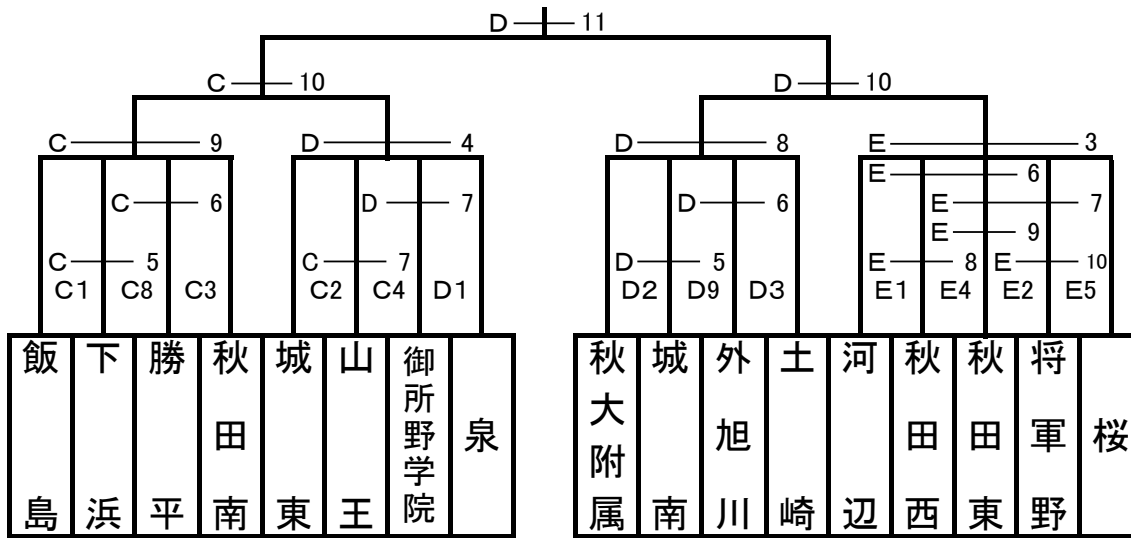 D 11
C 10 D 10
C 9 D 4 D 8 E 3
E 6
C 6 D 7 D 6 E 7
E 9
C 5 C 7 D 5 E 8 E 10
C1 C8 C3 C2 C4 D1 D2 D9 D3 E1 E4 E2 E5
飯島
下浜
勝平
秋田南
城東
山王
御所野学院
泉
秋大附属
城南
外旭川
土崎
河辺
秋田西
秋田東
将軍野
桜